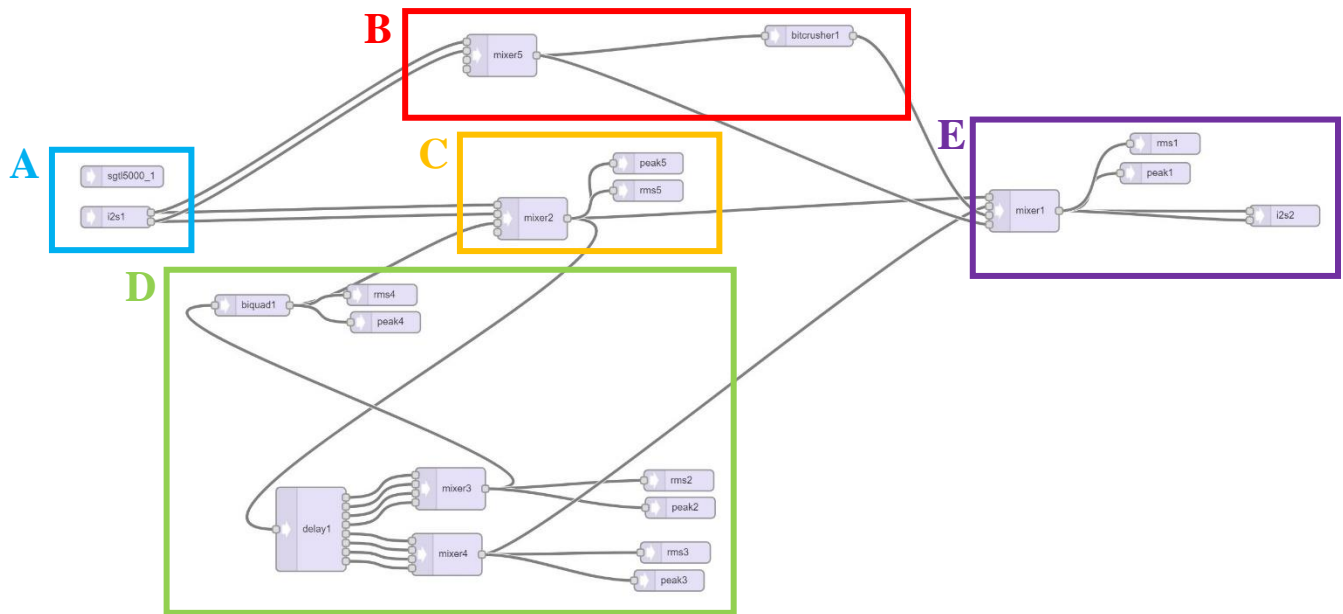 B
mixer5
bitcrusher1
A
sgtl5000_1
i2s1
C
peak5
rms5
mixer2
E
rms1
peak1
mixer1
i2s2
D
biquad1
rms4
peak4
delay1
mixer3
rms2
peak2
mixer4
rms3
peak3